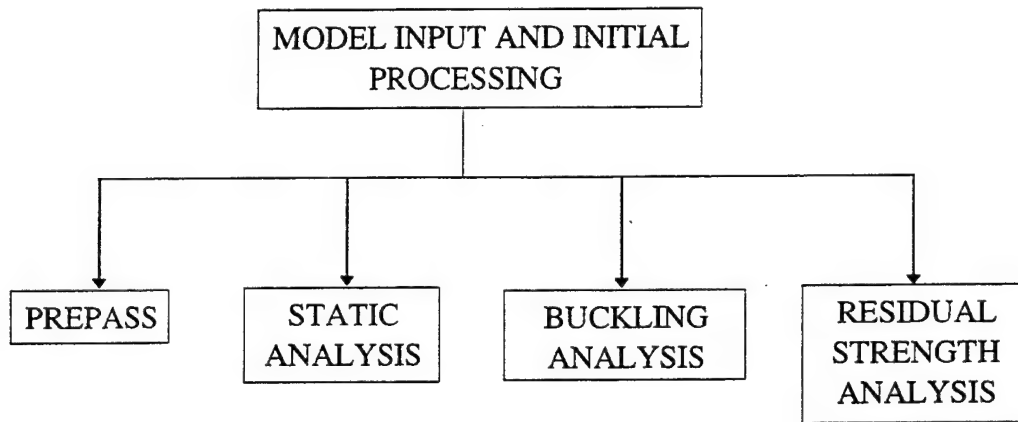 MODEL INPUT AND INITIAL
PROCESSING
PREPASS
STATIC
ANALYSIS
BUCKLING
ANALYSIS
RESIDUAL
STRENGTH
ANALYSIS